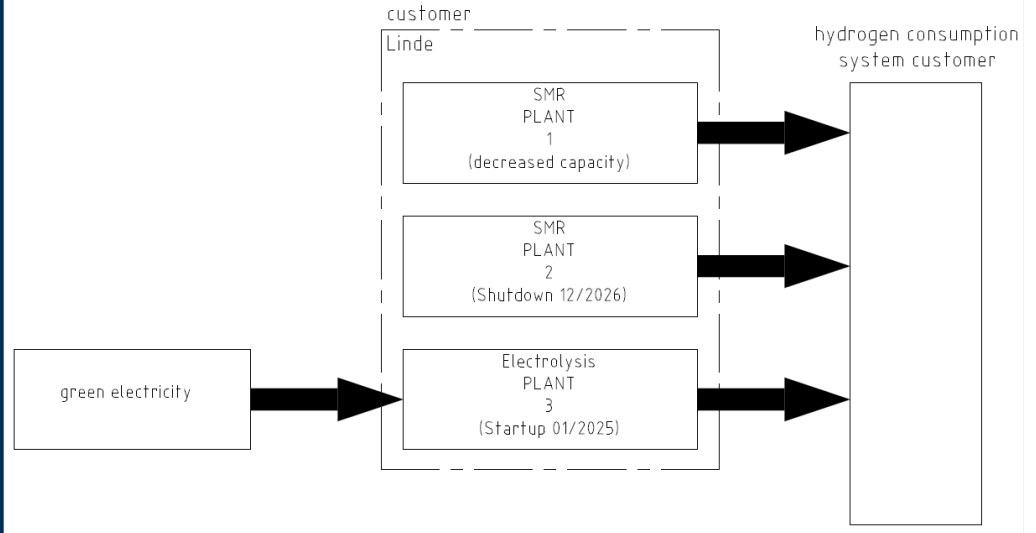 customer
Linde
hydrogen consumption
system customer
SMR
PLANT
1
(decreased capacity)
SMR
PLANT
2
(Shutdown 12/2026)
green electricity
Electrolysis
PLANT
3
(Startup 01/2025)